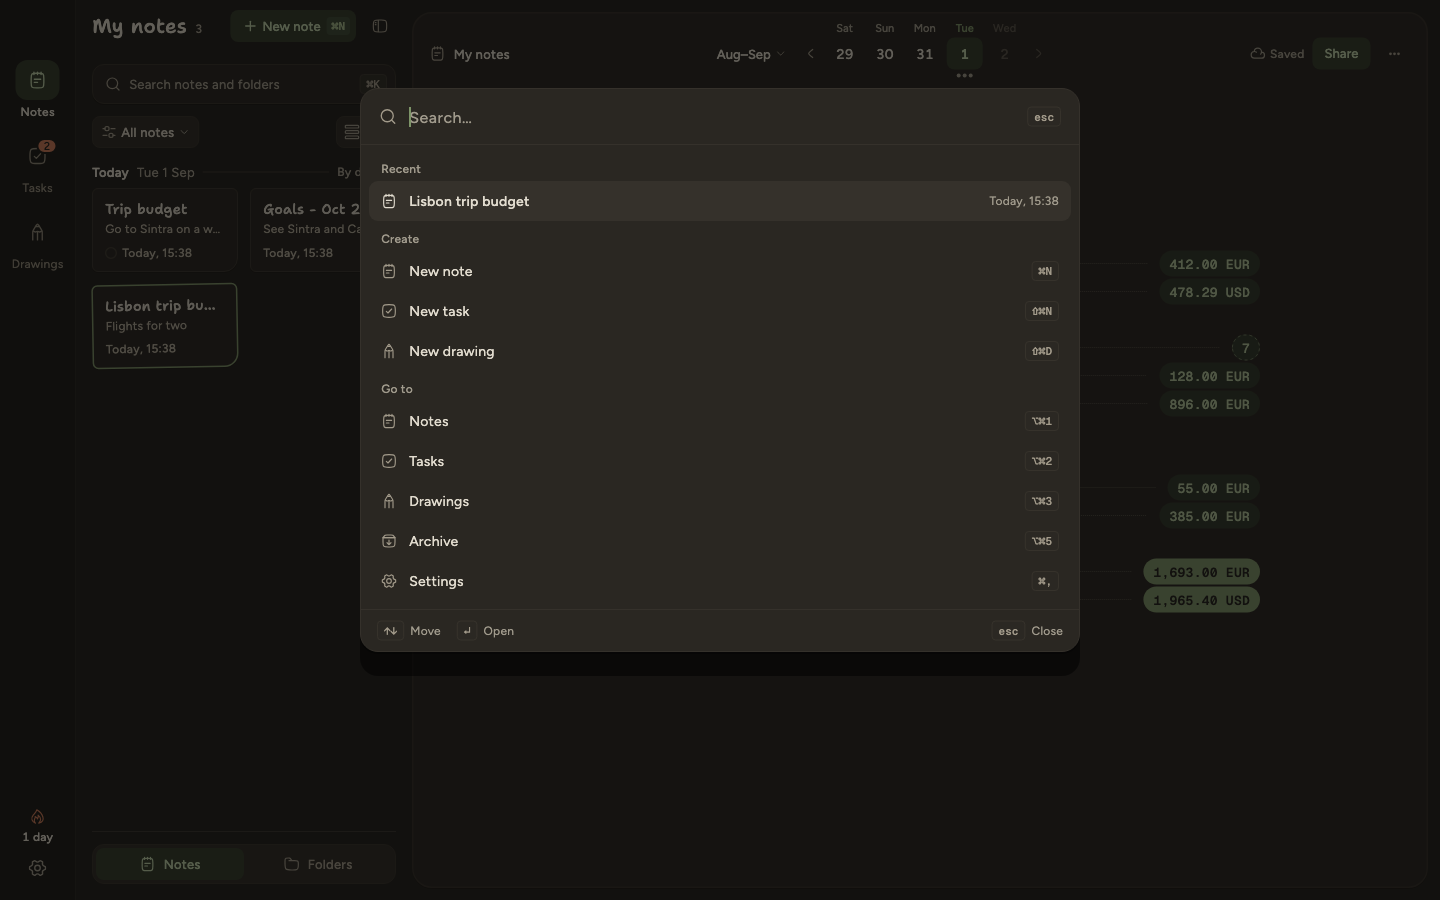 My notes 3
+ New note ⌘N
Search notes and folders ⌘K
All notes
Today Tue 1 Sep
By d
Trip budget
Go to Sintra on a w...
Today, 15:38
Goals - Oct 2
See Sintra and Ca
Today, 15:38
Lisbon trip bu...
Flights for two
Today, 15:38
Notes
2
Tasks
Drawings
1 day
Notes
Folders
My notes
Aug–Sep
Sat Sun Mon Tue Wed
29 30 31 1 2
Saved
Share
Search...
esc
Recent
Lisbon trip budget Today, 15:38
Create
New note ⌘N
New task ⇧⌘N
New drawing ⇧⌘D
Go to
Notes ⌥⌘1
Tasks ⌥⌘2
Drawings ⌥⌘3
Archive ⌥⌘5
Settings ⌘,
Move
Open
esc Close
412.00 EUR
478.29 USD
7
128.00 EUR
896.00 EUR
55.00 EUR
385.00 EUR
1,693.00 EUR
1,965.40 USD